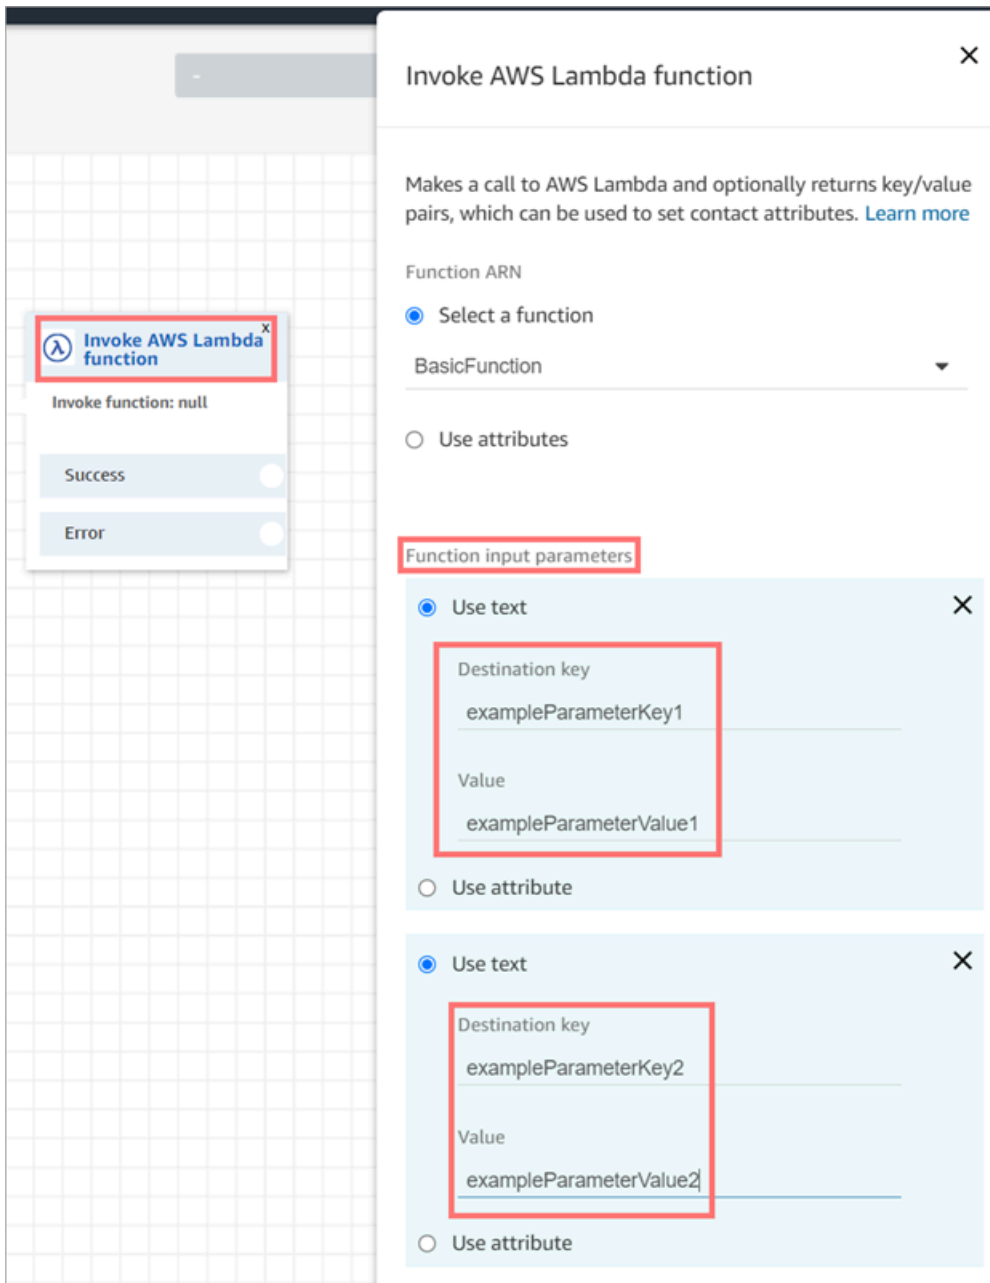 -
Invoke AWS Lambda function
Makes a call to AWS Lambda and optionally returns key/value
pairs, which can be used to set contact attributes. Learn more
Function ARN
Select a function
BasicFunction
Use attributes
Invoke AWS Lambda
function
Invoke function: null
Success
Error
Function input parameters
Use text
Destination key
exampleParameterKey1
Value
exampleParameterValue1
Use attribute
Use text
Destination key
exampleParameterKey2
Value
exampleParameterValue2
Use attribute